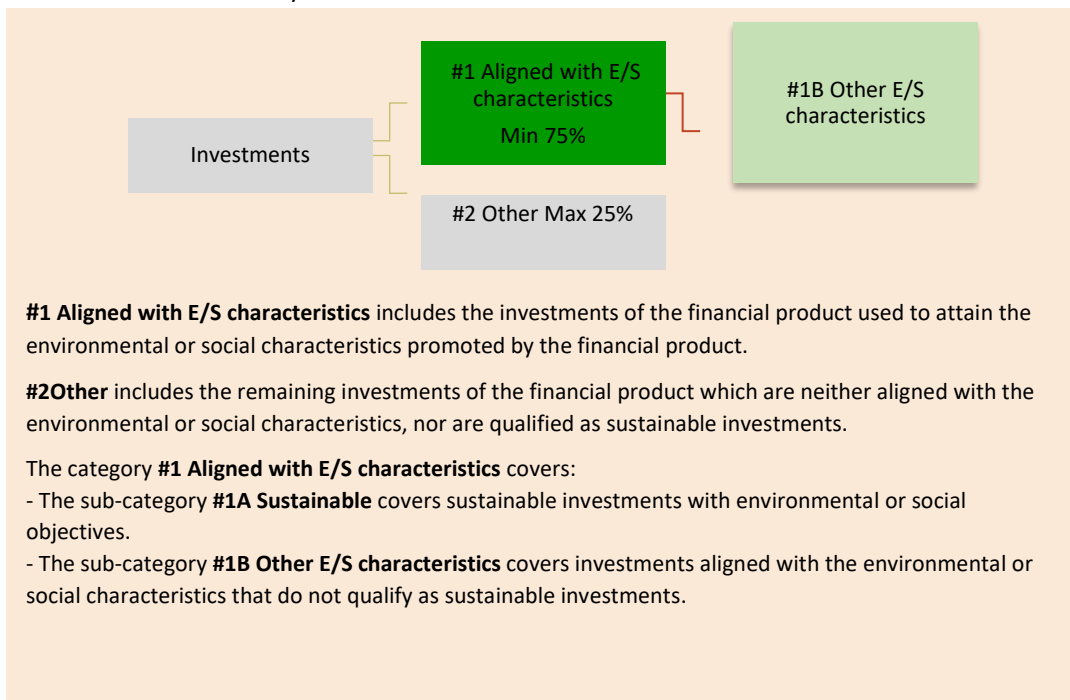 #1 Aligned with E/S
characteristics
Min 75%
#1B Other E/S
characteristics
Investments
#2 Other Max 25%
#1 Aligned with E/S characteristics includes the investments of the financial product used to attain the
environmental or social characteristics promoted by the financial product.
#2Other includes the remaining investments of the financial product which are neither aligned with the
environmental or social characteristics, nor are qualified as sustainable investments.
The category #1 Aligned with E/S characteristics covers:
- The sub-category #1A Sustainable covers sustainable investments with environmental or social
objectives.
- The sub-category #1B Other E/S characteristics covers investments aligned with the environmental or
social characteristics that do not qualify as sustainable investments.